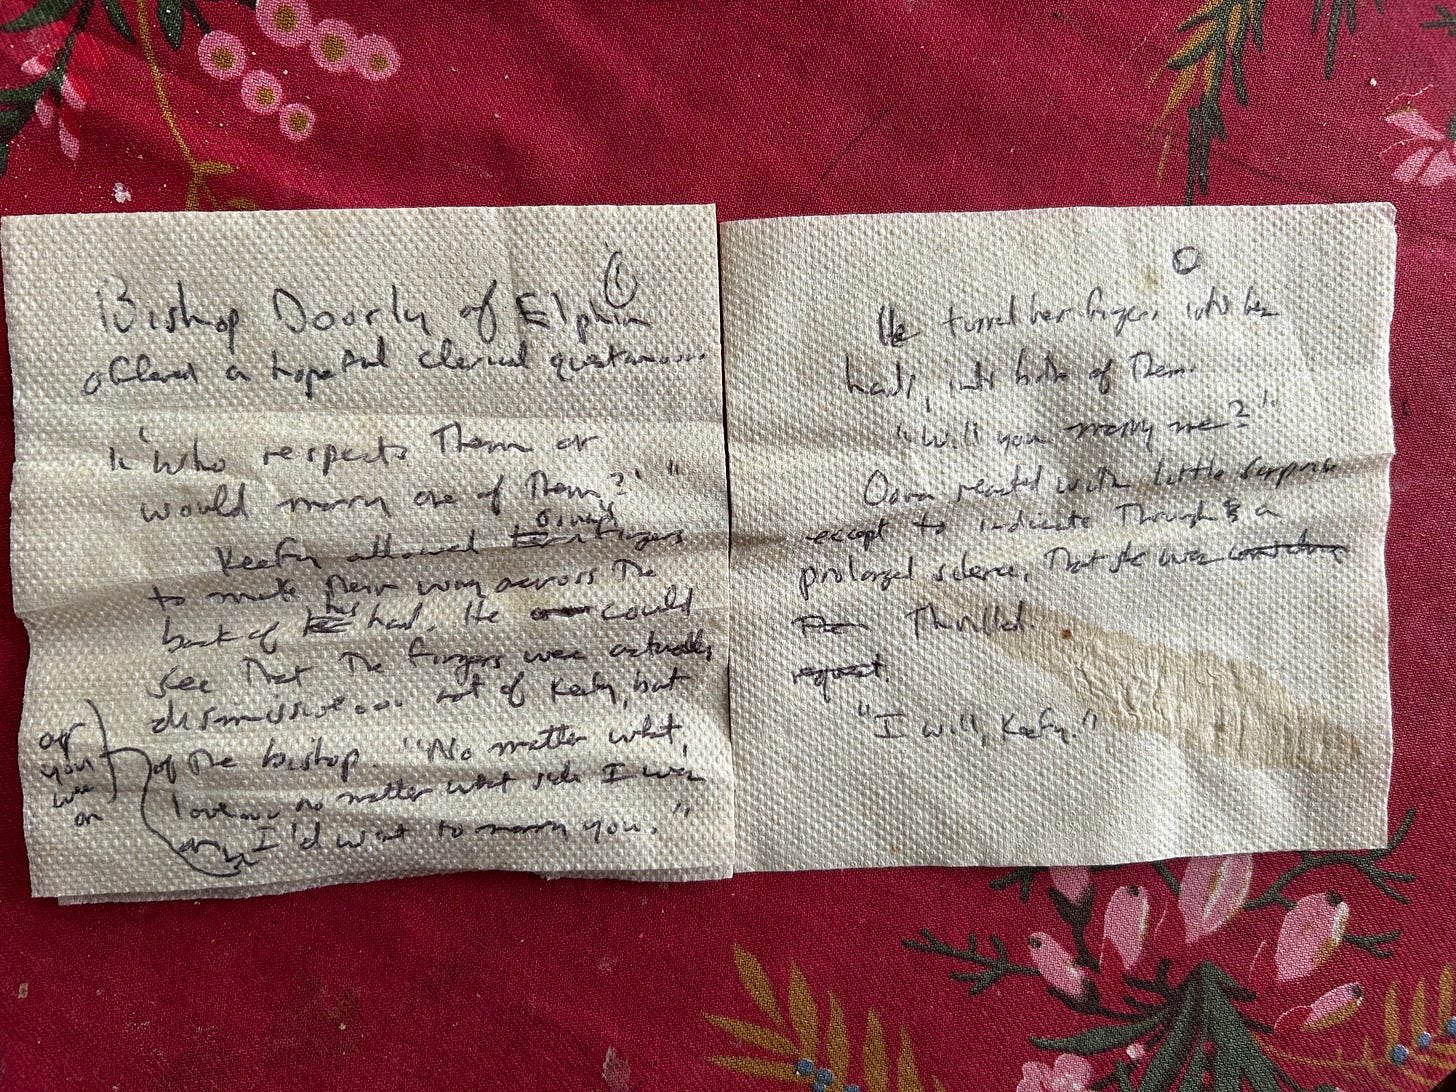 ①
Bishop Doorly of Elphin
offered a hopeful clerical
"'Who respects them or
would marry one of them?'"
Oona's
Keefy allowed fingers
to make their way across the
his
back of hand. He could
see that the fingers were actually
dismissive... not of Keefy, but
of the bishop. "No matter what,
love... no matter what side I was
on, I'd want to marry you."
or
you
were
on
O
He turned her fingers into his
hands, into both of them.
"Will you marry me?"
Oona reacted with little surprise
except to indicate through a
prolonged silence, that she was
thrilled.
request
"I will, Keefy."